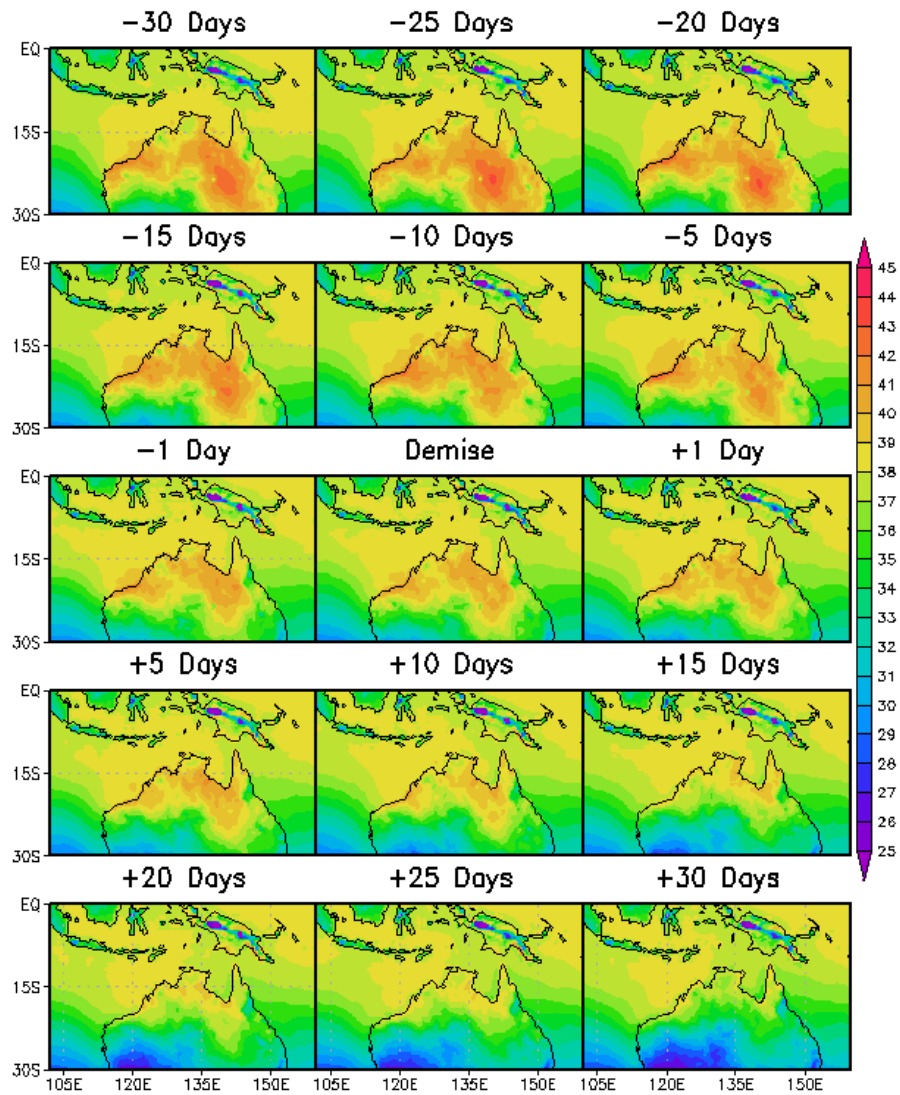 -30 Days
-25 Days
-20 Days
EQ
15S
30S
-15 Days
-10 Days
-5 Days
EQ
15S
30S
-1 Day
Demise
+1 Day
EQ
15S
30S
+5 Days
+10 Days
+15 Days
EQ
15S
30S
+20 Days
+25 Days
+30 Days
EQ
15S
30S
105E
120E
135E
150E
105E
120E
135E
150E
105E
120E
135E
150E
45
44
43
42
41
40
39
38
37
36
35
34
33
32
31
30
29
28
27
26
25